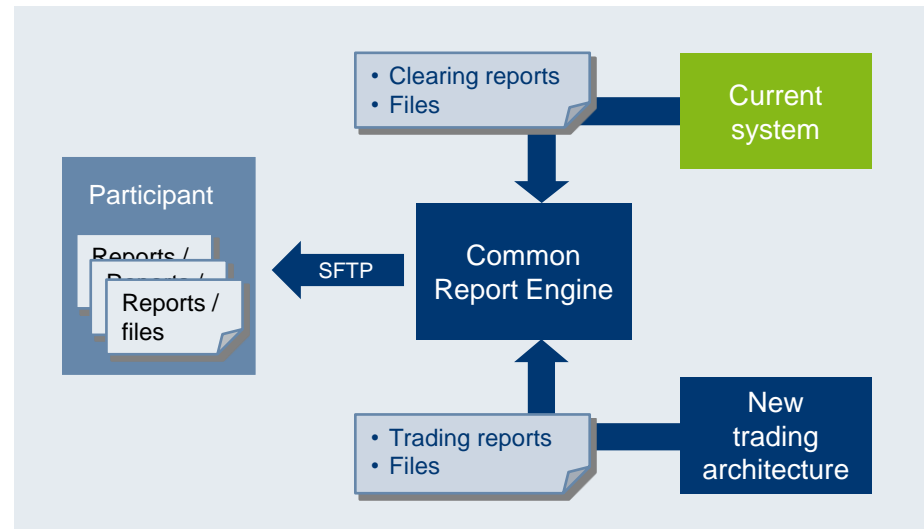 • Clearing reports
• Files
Current
system
Participant
Reports /
Reports /
Reports /
files
SFTP
Common
Report Engine
• Trading reports
• Files
New
trading
architecture